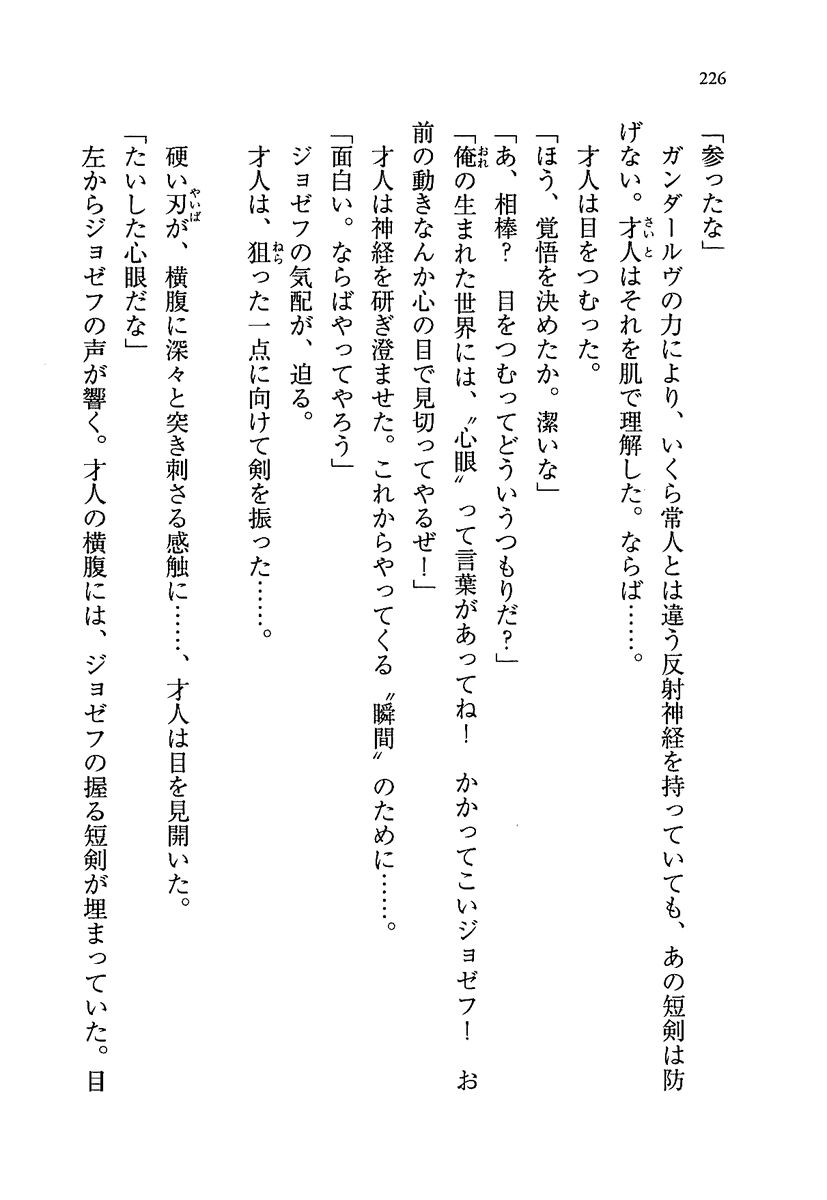 226
「参ったな」
　ガンダールヴの力により、いくら常人とは違う反射神経を持っていても、あの短剣は防
げない。才人はそれを肌で理解した。ならば……。
　才人は目をつむった。
「ほう、覚悟を決めたか。潔いな」
「あ、相棒？　目をつむってどういうつもりだ？」
「俺の生まれた世界には、〝心眼〟って言葉があってね！　かかってこいジョゼフ！　お
前の動きなんか心の目で見切ってやるぜ！」
　才人は神経を研ぎ澄ませた。これからやってくる〝瞬間〟のために……。
「面白い。ならばやってやろう」
　ジョゼフの気配が、迫る。
　才人は、狙った一点に向けて剣を振った……。
　硬い刃が、横腹に深々と突き刺さる感触に……、才人は目を見開いた。
「たいした心眼だな」
　左からジョゼフの声が響く。才人の横腹には、ジョゼフの握る短剣が埋まっていた。目